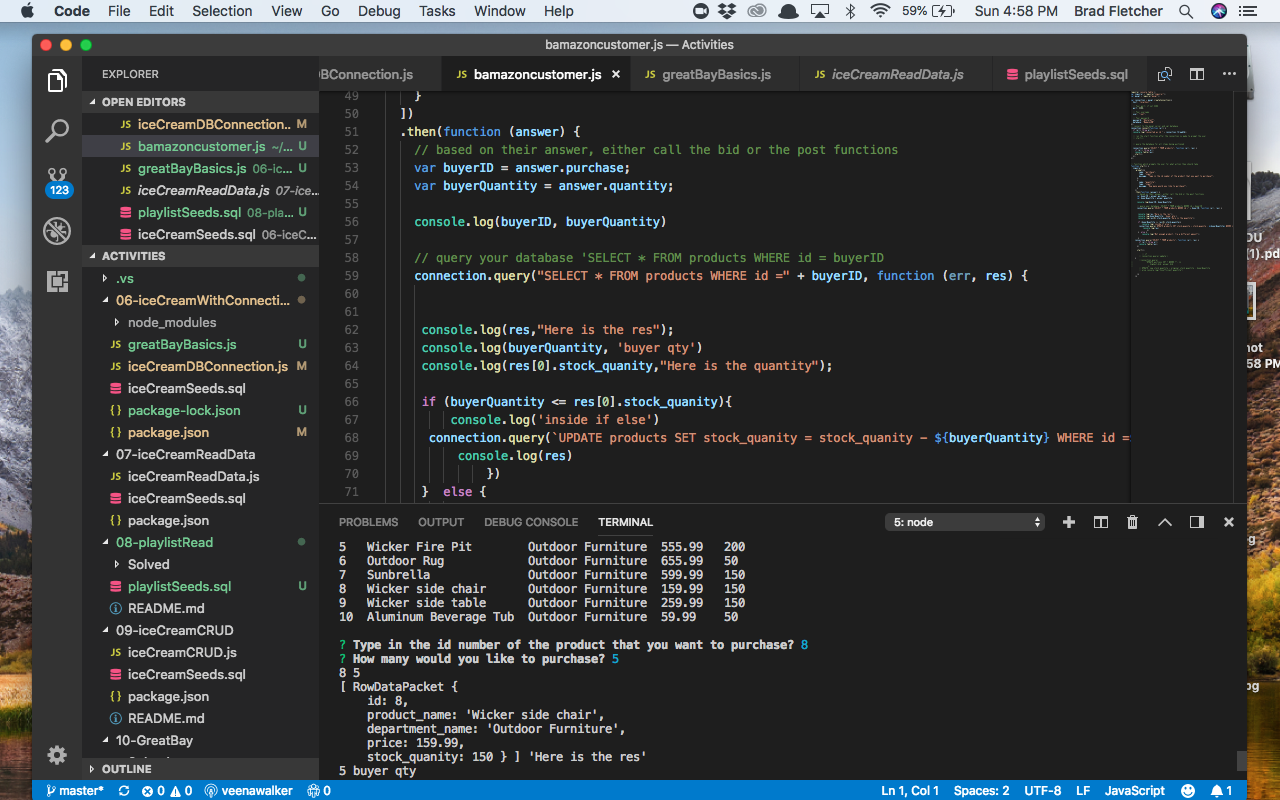 Code File Edit Selection View Go Debug Tasks Window Help 59% Sun 4:58 PM Brad Fletcher
bamazoncustomer.js — Activities
EXPLORER
OPEN EDITORS
JS iceCreamDBConnection... M
JS bamazoncustomer.js ~/... U
JS greatBayBasics.js 06-ic... U
JS iceCreamReadData.js 07-ice...
playlistSeeds.sql 08-pla... U
iceCreamSeeds.sql 06-iceC...
ACTIVITIES
.vs
06-iceCreamWithConnecti...
node_modules
JS greatBayBasics.js U
JS iceCreamDBConnection.js M
iceCreamSeeds.sql
{} package-lock.json U
{} package.json M
07-iceCreamReadData
JS iceCreamReadData.js
iceCreamSeeds.sql
{} package.json
08-playlistRead
Solved
playlistSeeds.sql U
README.md
09-iceCreamCRUD
JS iceCreamCRUD.js
iceCreamSeeds.sql
{} package.json
README.md
10-GreatBay
OUTLINE
123
BConnection.js JS bamazoncustomer.js × JS greatBayBasics.js JS iceCreamReadData.js playlistSeeds.sql
49 }
50 ])
51 .then(function (answer) {
52 // based on their answer, either call the bid or the post functions
53 var buyerID = answer.purchase;
54 var buyerQuantity = answer.quantity;
55
56 console.log(buyerID, buyerQuantity)
57
58 // query your database 'SELECT * FROM products WHERE id = buyerID
59 connection.query("SELECT * FROM products WHERE id =" + buyerID, function (err, res) {
60
61
62 console.log(res,"Here is the res");
63 console.log(buyerQuantity, 'buyer qty')
64 console.log(res[0].stock_quanity,"Here is the quantity");
65
66 if (buyerQuantity <= res[0].stock_quanity){
67 console.log('inside if else')
68 connection.query(`UPDATE products SET stock_quanity = stock_quanity - ${buyerQuantity} WHERE id =
69 console.log(res)
70 })
71 } else {
PROBLEMS OUTPUT DEBUG CONSOLE TERMINAL 5: node
5 Wicker Fire Pit Outdoor Furniture 555.99 200
6 Outdoor Rug Outdoor Furniture 655.99 50
7 Sunbrella Outdoor Furniture 599.99 150
8 Wicker side chair Outdoor Furniture 159.99 150
9 Wicker side table Outdoor Furniture 259.99 150
10 Aluminum Beverage Tub Outdoor Furniture 59.99 50
? Type in the id number of the product that you want to purchase? 8
? How many would you like to purchase? 5
8 5
[ RowDataPacket {
id: 8,
product_name: 'Wicker side chair',
department_name: 'Outdoor Furniture',
price: 159.99,
stock_quanity: 150 } ] 'Here is the res'
5 buyer qty
master* 0 0 veenawalker 0 Ln 1, Col 1 Spaces: 2 UTF-8 LF JavaScript 1
OU
(1).pd
not
58 PM